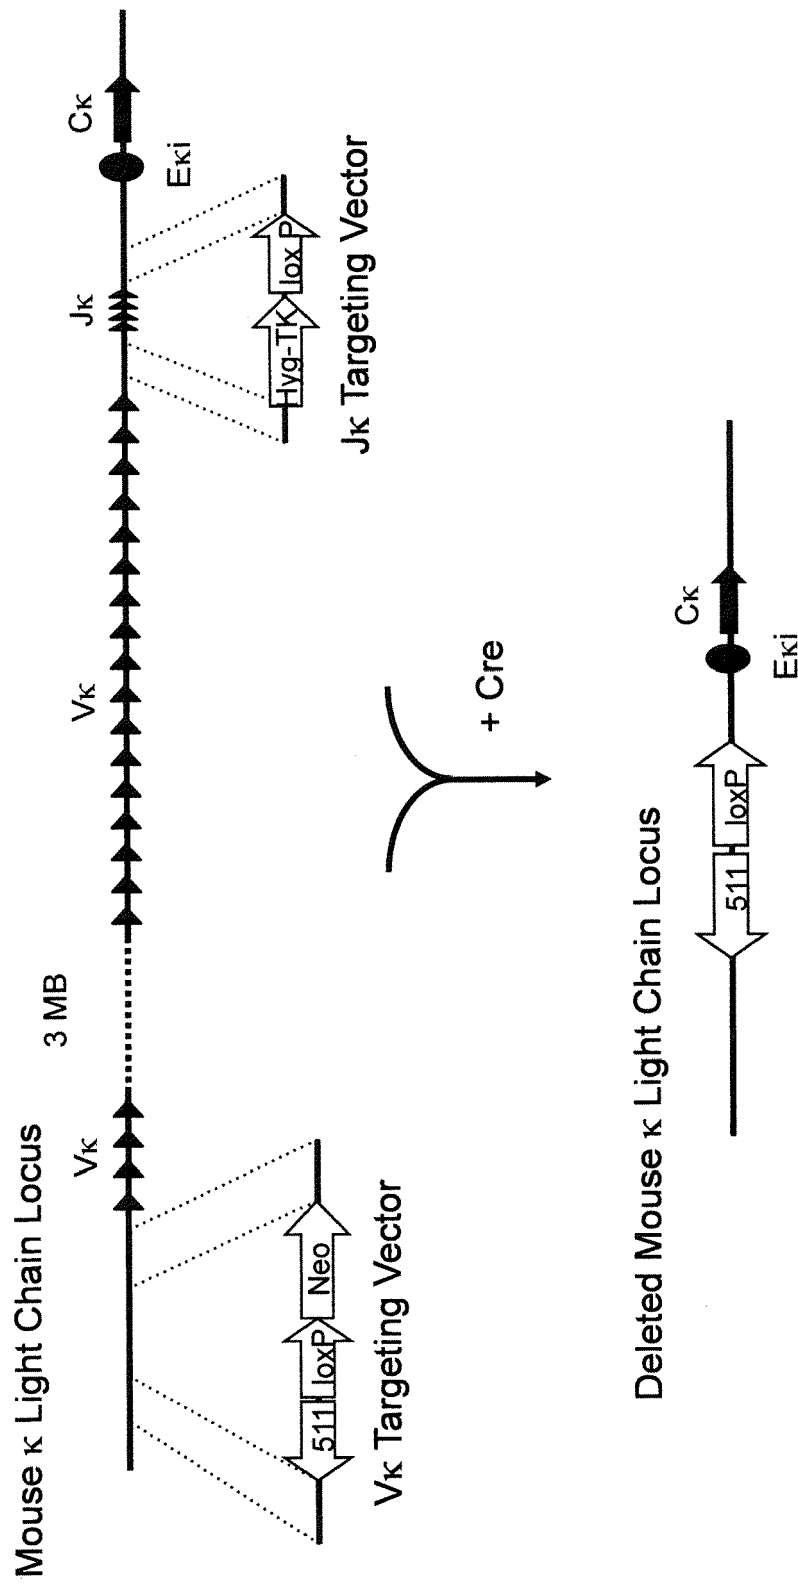 Mouse κ Light Chain Locus
Vκ
3 MB
Vκ
Jκ
Cκ
Eκi
511 loxP Neo
Vκ Targeting Vector
Hyg-TK lox P
Jκ Targeting Vector
+ Cre
Deleted Mouse κ Light Chain Locus
511 loxP
Cκ
Eκi